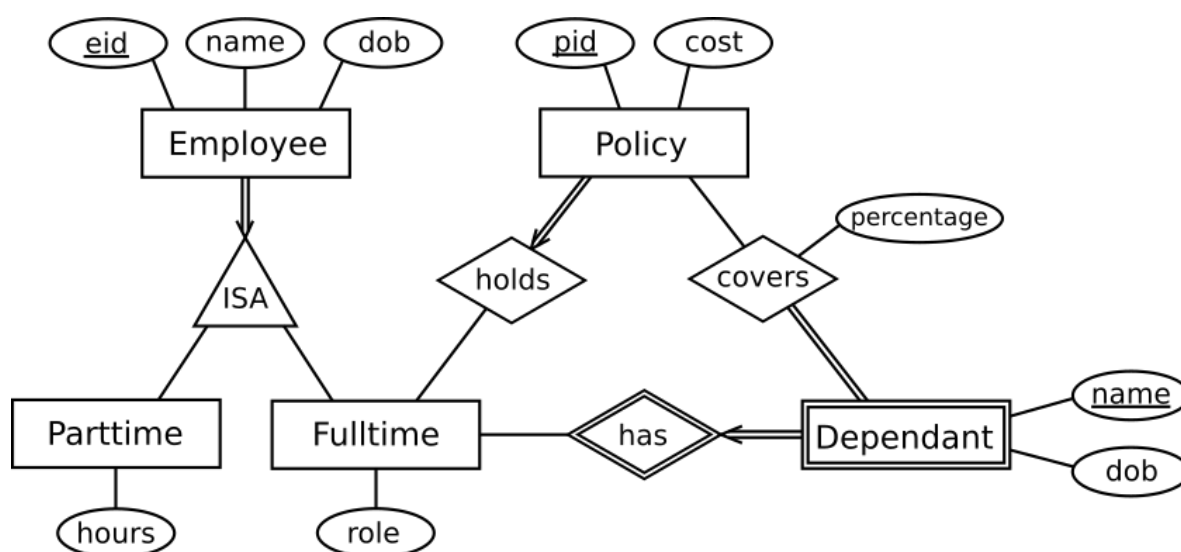 eid
name
dob
pid
cost
Employee
Policy
percentage
ISA
holds
covers
name
Parttime
Fulltime
has
Dependant
dob
hours
role